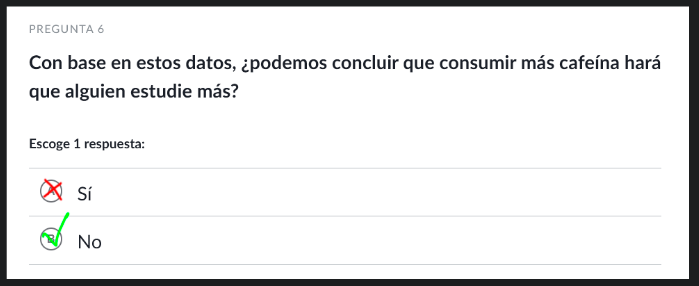 PREGUNTA 6
Con base en estos datos, ¿podemos concluir que consumir más cafeína hará
que alguien estudie más?
Escoge 1 respuesta:
A Sí
B No